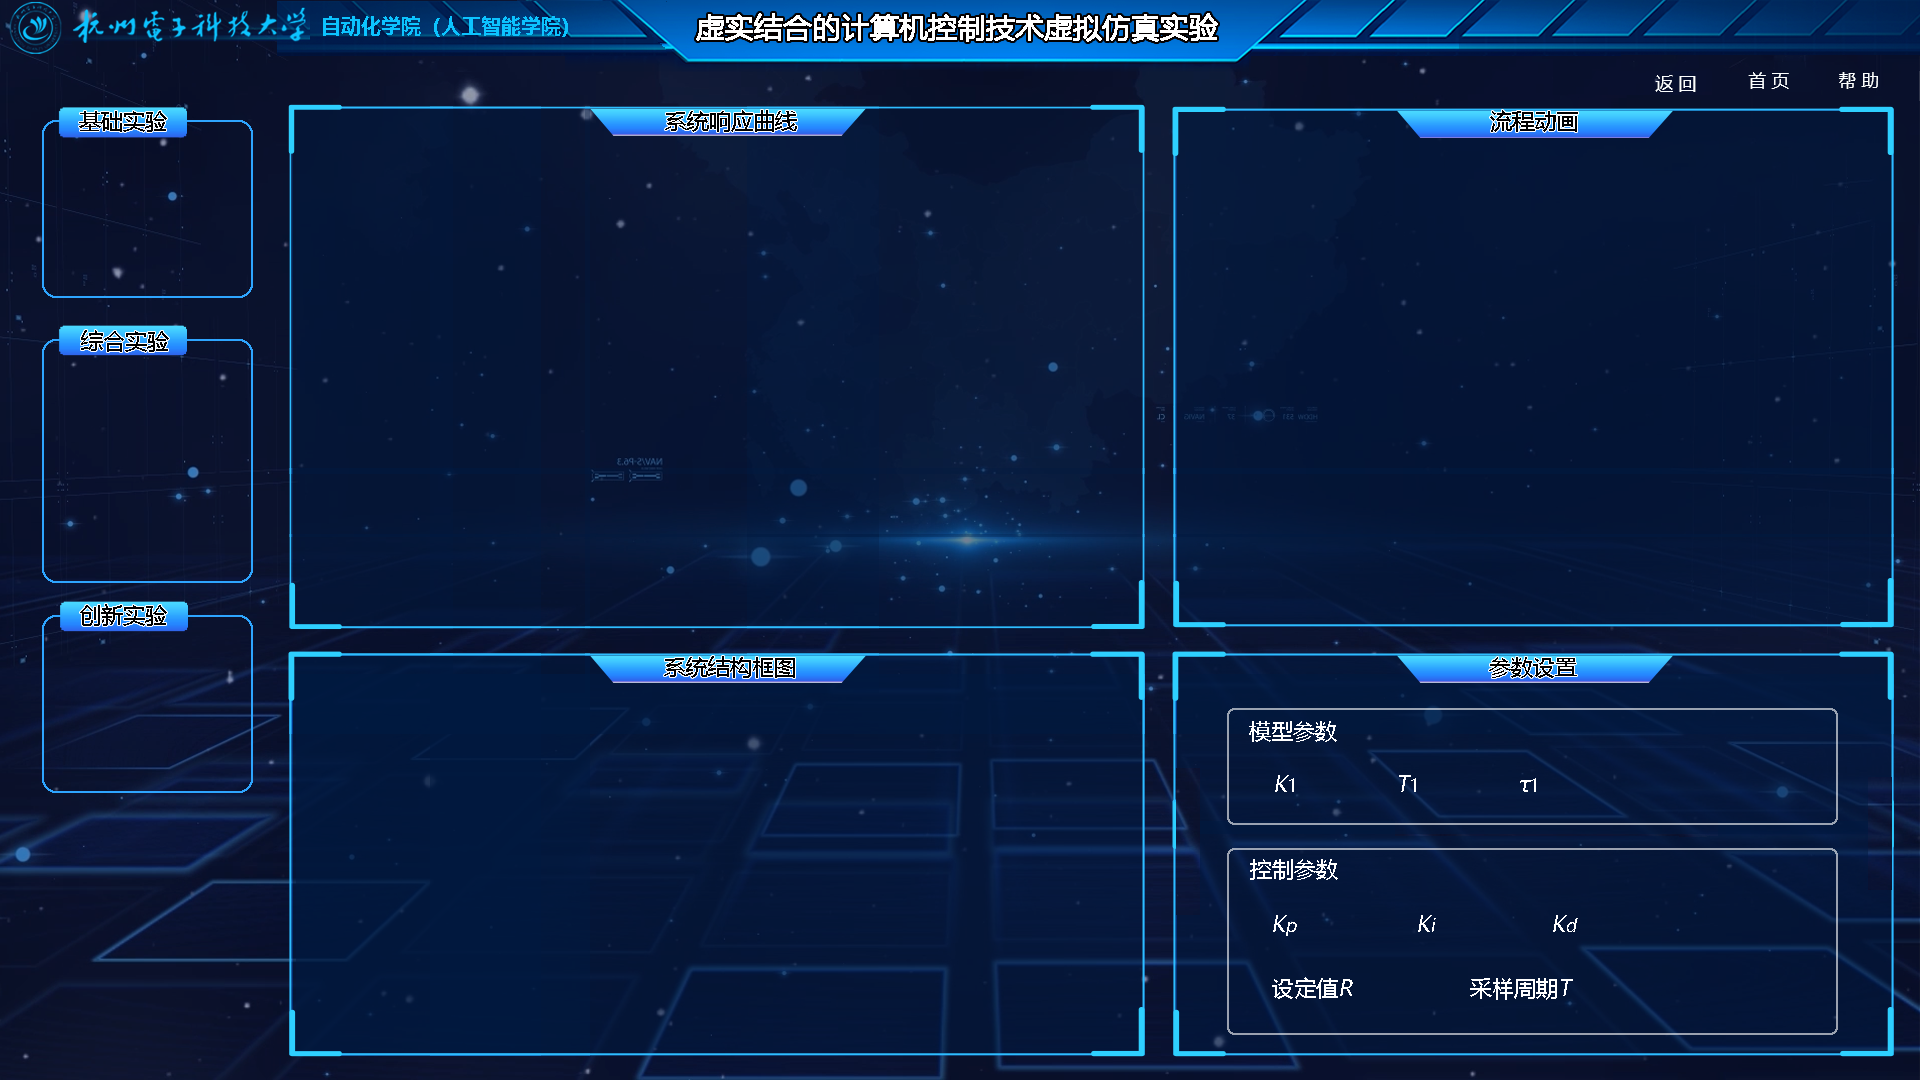 杭州電子科技大学 自动化学院（人工智能学院） 虚实结合的计算机控制技术虚拟仿真实验
返回 首页 帮助
基础实验
综合实验
创新实验
系统响应曲线
流程动画
系统结构框图
参数设置
模型参数
K1 T1 τ1
控制参数
Kp Ki Kd
设定值R 采样周期T